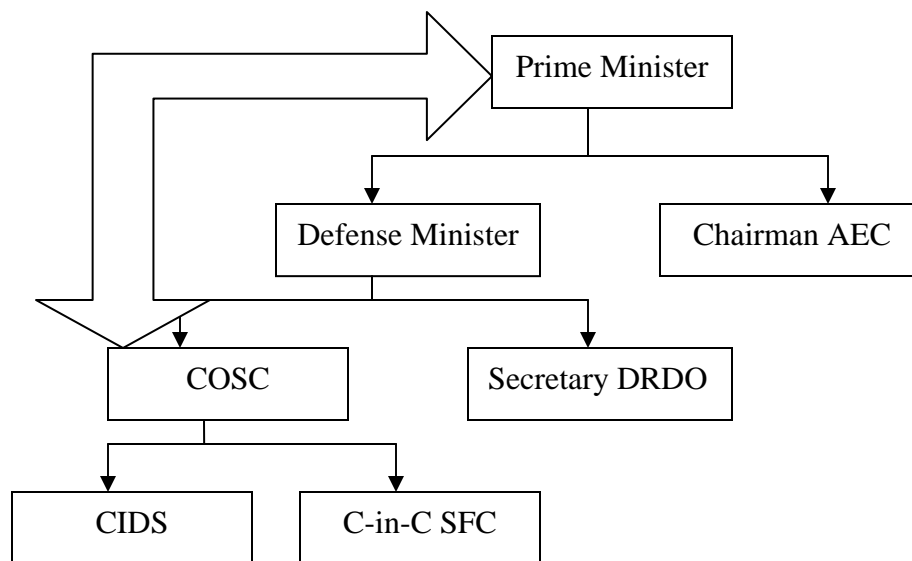 Prime Minister
Defense Minister
Chairman AEC
COSC
Secretary DRDO
CIDS
C-in-C SFC